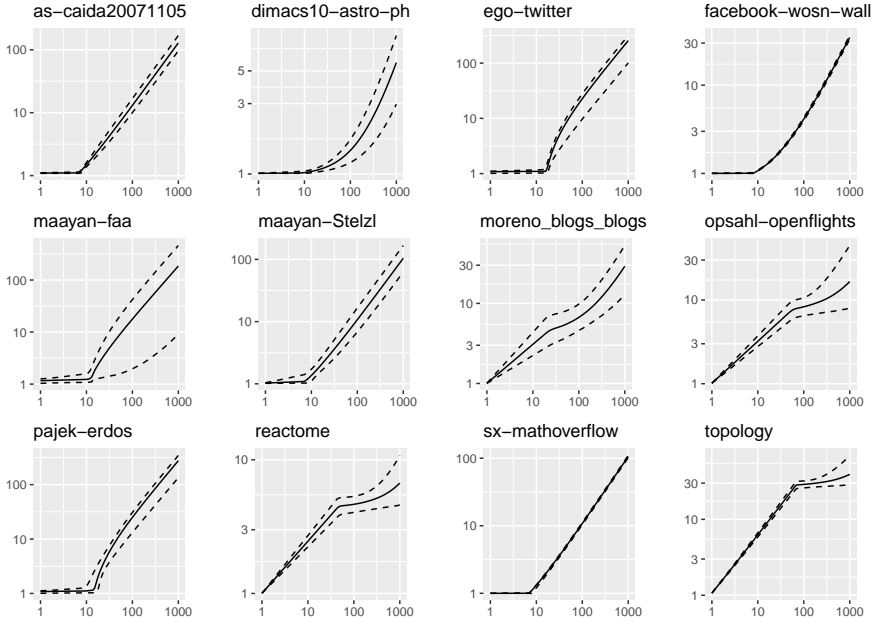 as−caida20071105
dimacs10−astro−ph
ego−twitter
facebook−wosn−wall
100
10
1
1 10 100 1000
5
3
1
1 10 100 1000
100
10
1
1 10 100 1000
30
10
3
1
1 10 100 1000
maayan−faa
maayan−Stelzl
moreno_blogs_blogs
opsahl−openflights
100
10
1
1 10 100 1000
100
10
1
1 10 100 1000
30
10
3
1
1 10 100 1000
30
10
3
1
1 10 100 1000
pajek−erdos
reactome
sx−mathoverflow
topology
100
10
1
1 10 100 1000
10
3
1
1 10 100 1000
100
10
1
1 10 100 1000
30
10
3
1
1 10 100 1000